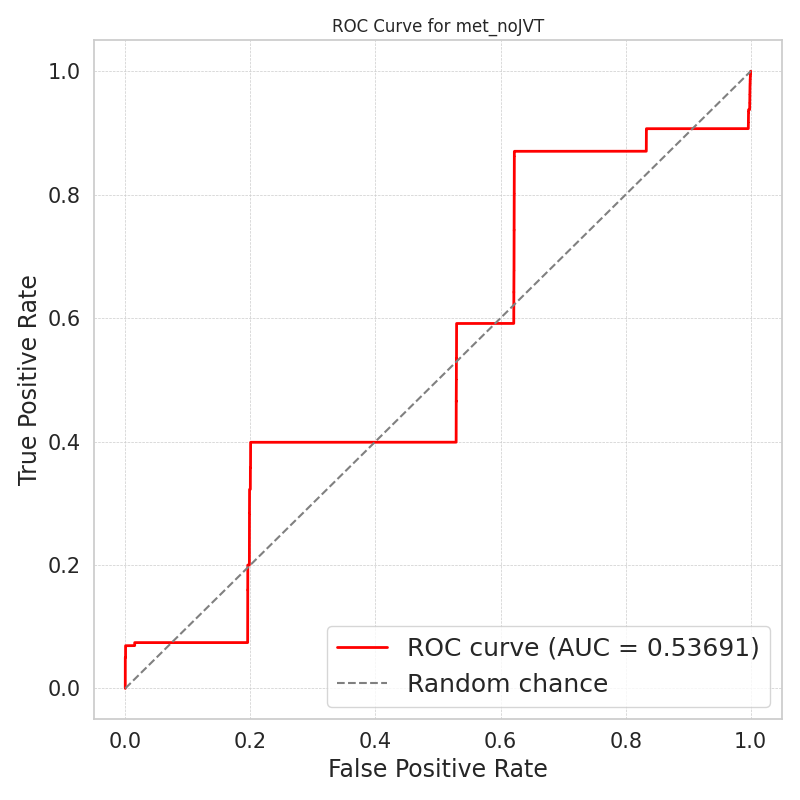 ROC Curve for met_noJVT
1.0
0.8
0.6
0.4
0.2
0.0
True Positive Rate
ROC curve (AUC = 0.53691)
Random chance
0.0 0.2 0.4 0.6 0.8 1.0
False Positive Rate